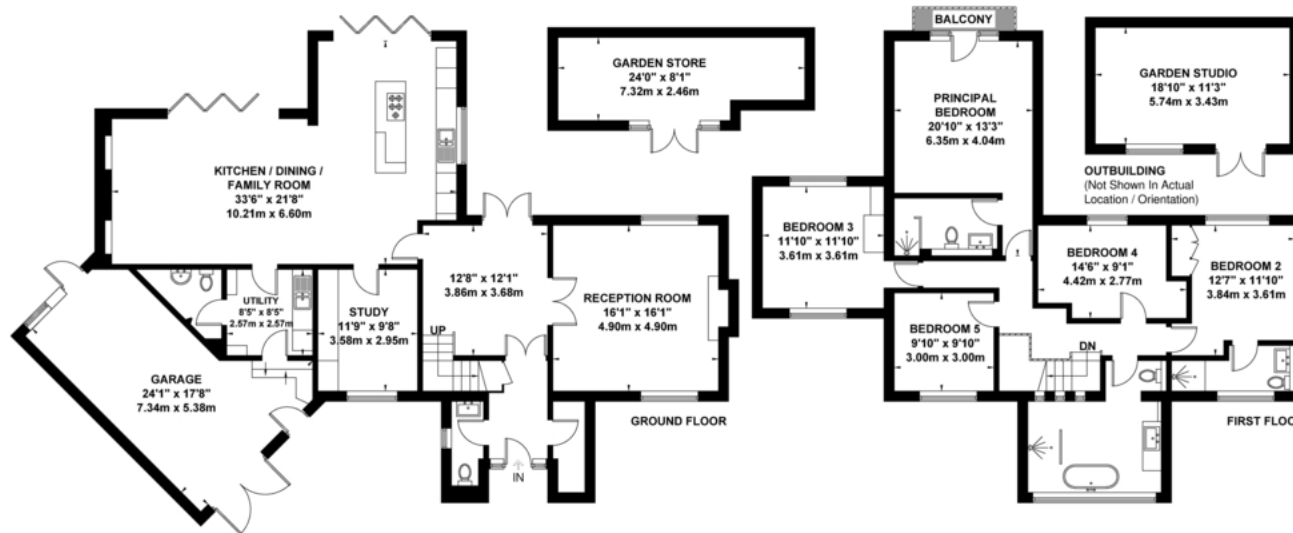 KITCHEN / DINING /
FAMILY ROOM
33'6" x 21'8"
10.21m x 6.60m
UTILITY
8'5" x 8'5"
2.57m x 2.57m
STUDY
11'9" x 9'8"
3.58m x 2.95m
GARAGE
24'1" x 17'8"
7.34m x 5.38m
12'8" x 12'1"
3.86m x 3.68m
UP
IN
RECEPTION ROOM
16'1" x 16'1"
4.90m x 4.90m
GROUND FLOOR
GARDEN STORE
24'0" x 8'1"
7.32m x 2.46m
BALCONY
PRINCIPAL
BEDROOM
20'10" x 13'3"
6.35m x 4.04m
BEDROOM 3
11'10" x 11'10"
3.61m x 3.61m
BEDROOM 5
9'10" x 9'10"
3.00m x 3.00m
BEDROOM 4
14'6" x 9'1"
4.42m x 2.77m
BEDROOM 2
12'7" x 11'10"
3.84m x 3.61m
DN
FIRST FLOO
GARDEN STUDIO
18'10" x 11'3"
5.74m x 3.43m
OUTBUILDING
(Not Shown In Actual
Location / Orientation)